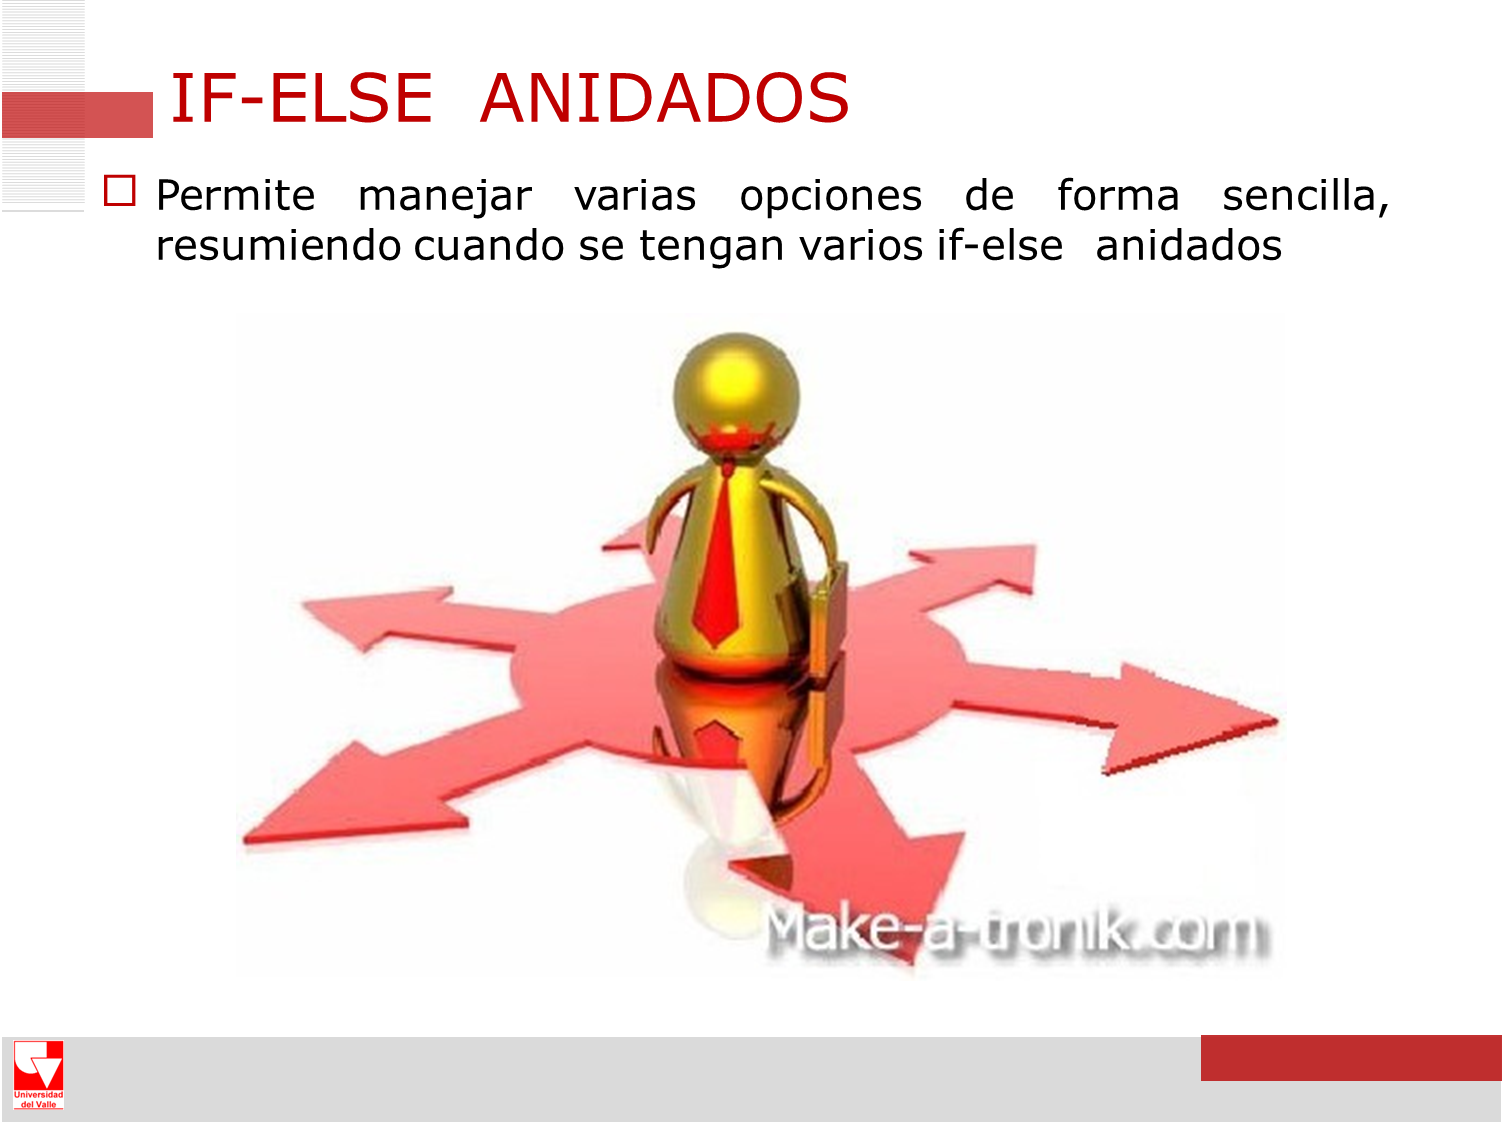 IF-ELSE ANIDADOS
Permite manejar varias opciones de forma sencilla,
resumiendo cuando se tengan varios if-else anidados
Make-a-tronik.com
Universidad
del Valle